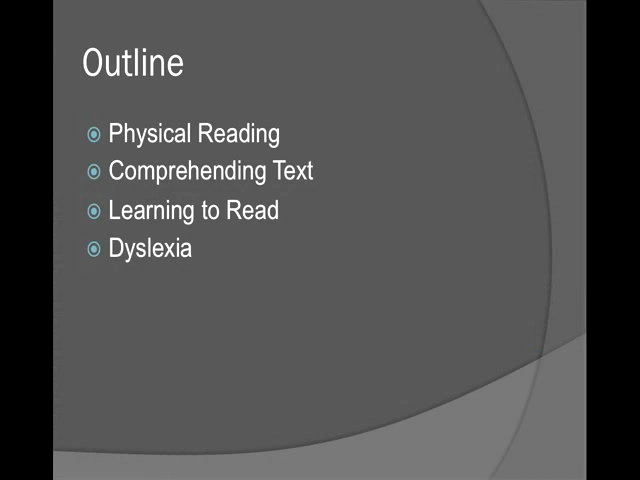 Outline
Physical Reading
Comprehending Text
Learning to Read
Dyslexia